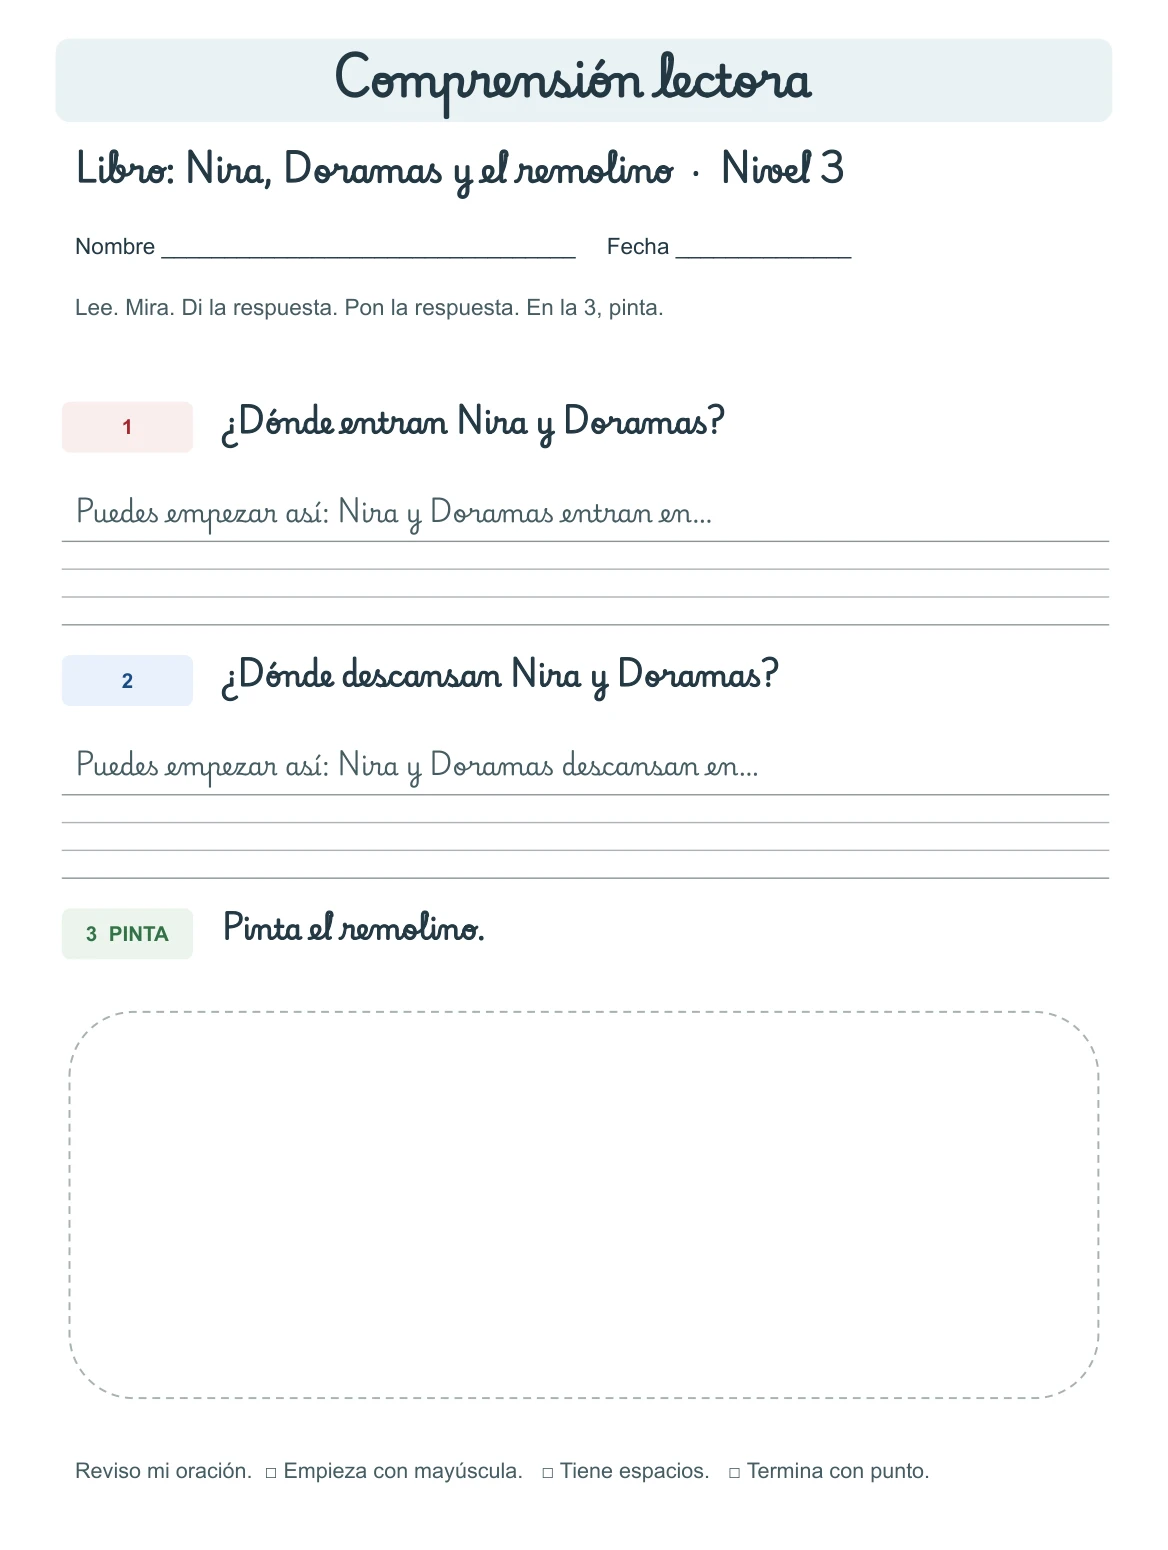 Comprensión lectora
Libro: Nira, Doramas y el remolino · Nivel 3
Nombre _________________________________ Fecha ______________
Lee. Mira. Di la respuesta. Pon la respuesta. En la 3, pinta.
1 ¿Dónde entran Nira y Doramas?
Puedes empezar así: Nira y Doramas entran en...
2 ¿Dónde descansan Nira y Doramas?
Puedes empezar así: Nira y Doramas descansan en...
3 PINTA Pinta el remolino.
Reviso mi oración. □ Empieza con mayúscula. □ Tiene espacios. □ Termina con punto.